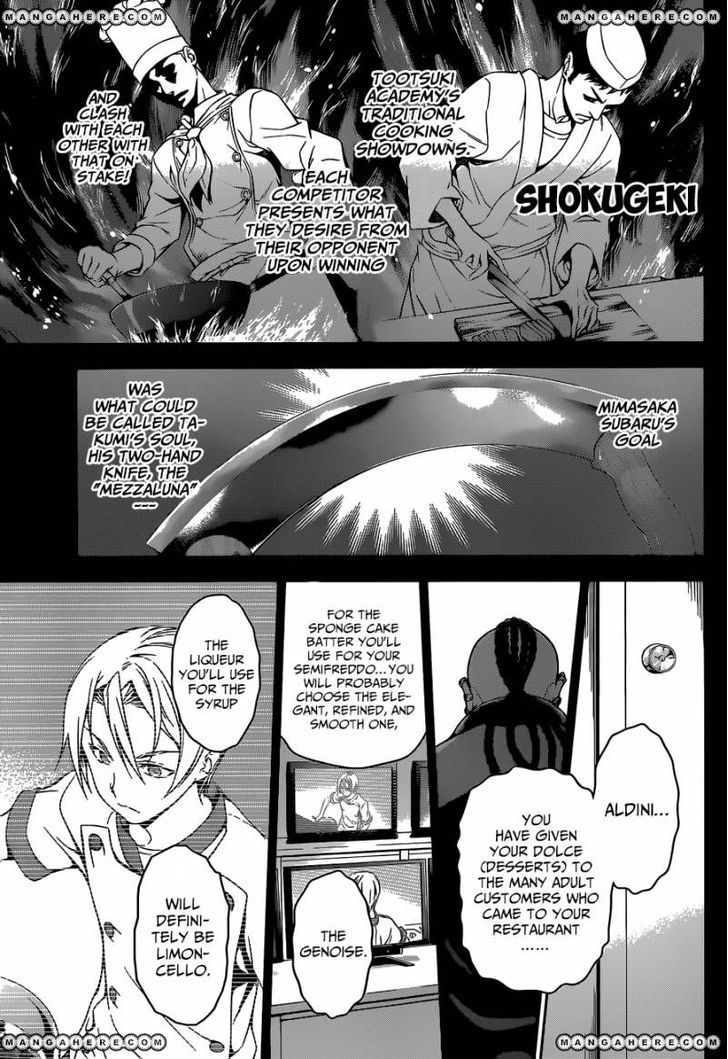 MANGAHERE.COM
MANGAHERE.COM
TOOTSUKI
ACADEMY'S
TRADITIONAL
COOKING
SHOWDOWNS.
SHOKUGEKI
EACH
COMPETITOR
PRESENTS WHAT
THEY DESIRE FROM
THEIR OPPONENT
UPON WINNING
AND
CLASH
WITH EACH
OTHER WITH
THAT ON
STAKE!
MIMASAKA
SUBARU'S
GOAL
WAS
WHAT COULD
BE CALLED TA-
KUMI'S SOUL,
HIS TWO-HAND
KNIFE, THE
"MEZZALUNA"
~~~
ALDINI...
YOU
HAVE GIVEN
YOUR DOLCE
(DESSERTS) TO
THE MANY ADULT
CUSTOMERS WHO
CAME TO YOUR
RESTAURANT
......
FOR THE
SPONGE CAKE
BATTER YOU'LL
USE FOR YOUR
SEMIFREDDO...YOU
WILL PROBABLY
CHOOSE THE ELE-
GANT, REFINED, AND
SMOOTH ONE,
THE
GENOISE.
THE
LIQUEUR
YOU'LL USE
FOR THE
SYRUP
WILL
DEFINI-
TELY BE
LIMON-
CELLO.
MANGAHERE.COM
MANGAHERE.COM